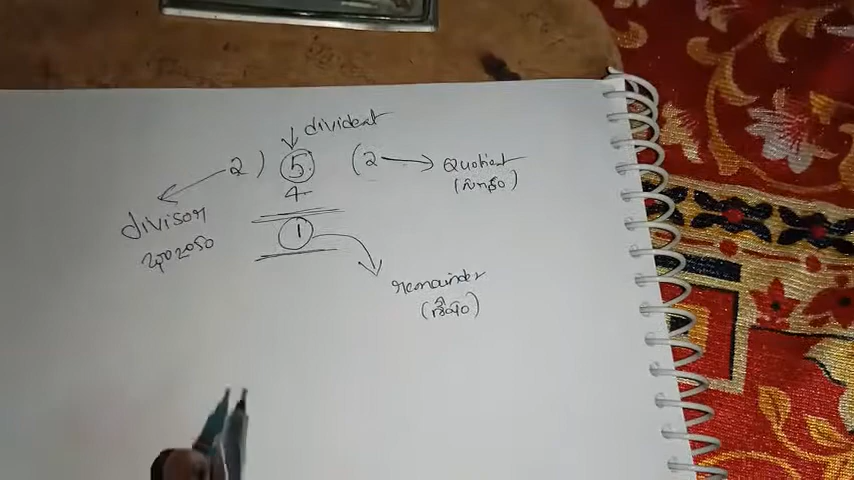 divident
2 ) 5 ( 2 Quotient
4
divisor
1
remainder
(శేషం)